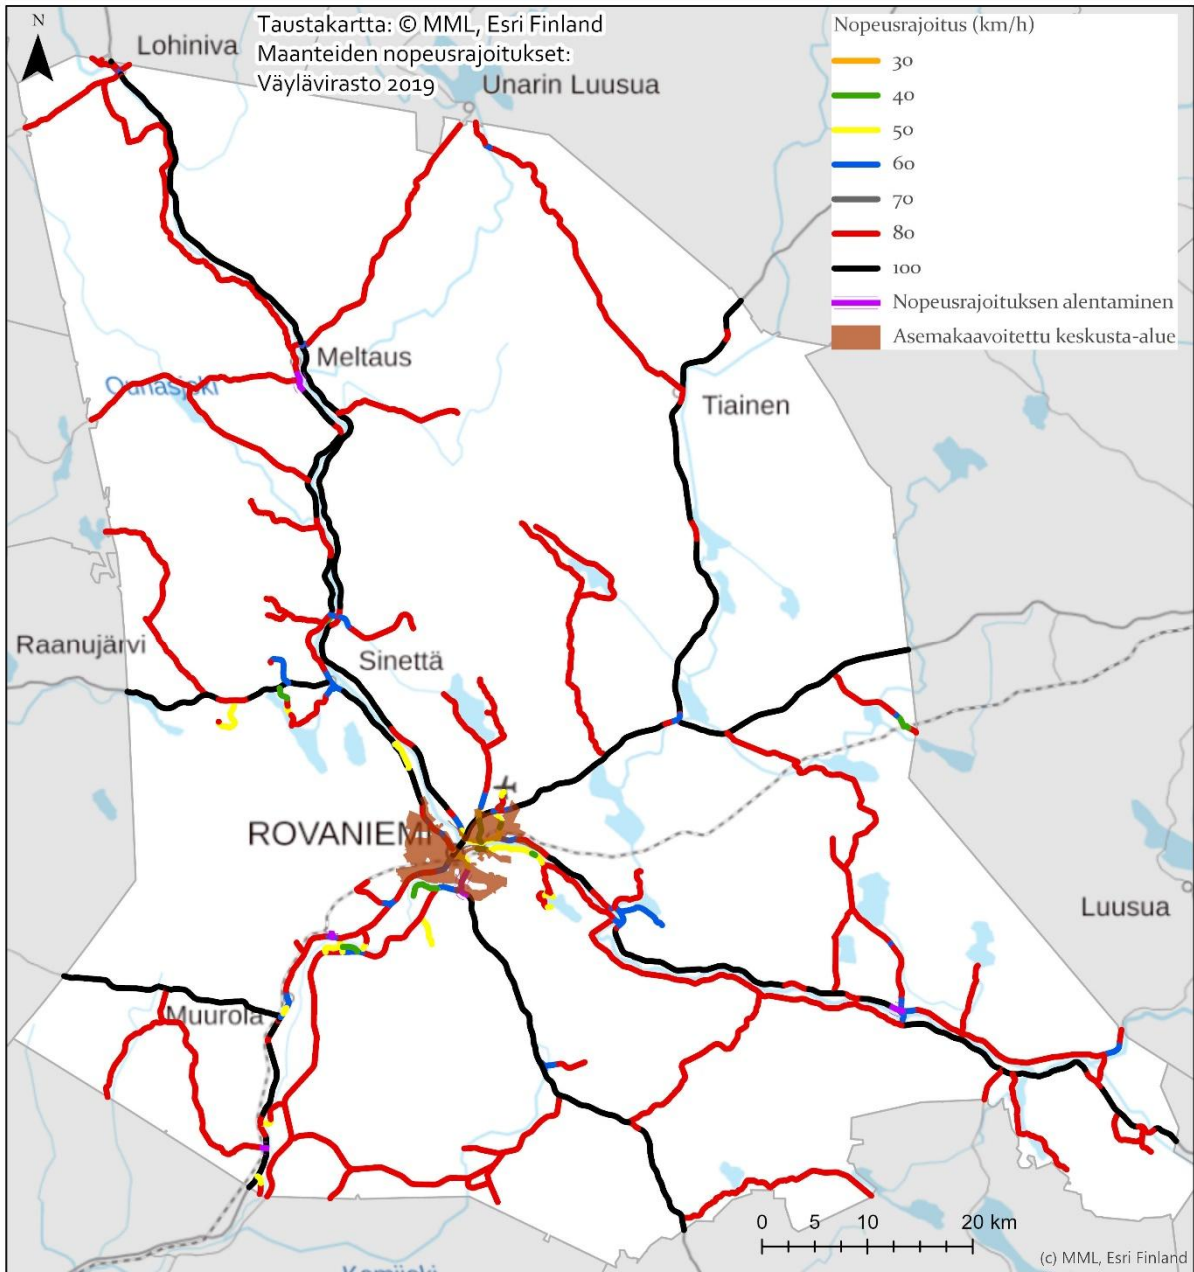 N
Lohiniva
Taustakartta: © MML, Esri Finland
Maanteiden nopeusrajoitukset:
Väylävirasto 2019
Unarin Luusua
Nopeusrajoitus (km/h)
30
40
50
60
70
80
100
Nopeusrajoituksen alentaminen
Asemakaavoitettu keskusta-alue
Meltaus
Ounasjoki
Tiainen
Raanujärvi
Sinettä
ROVANIEMI
Luusua
Muurola
0 5 10 20 km
(c) MML, Esri Finland
Kemijoki